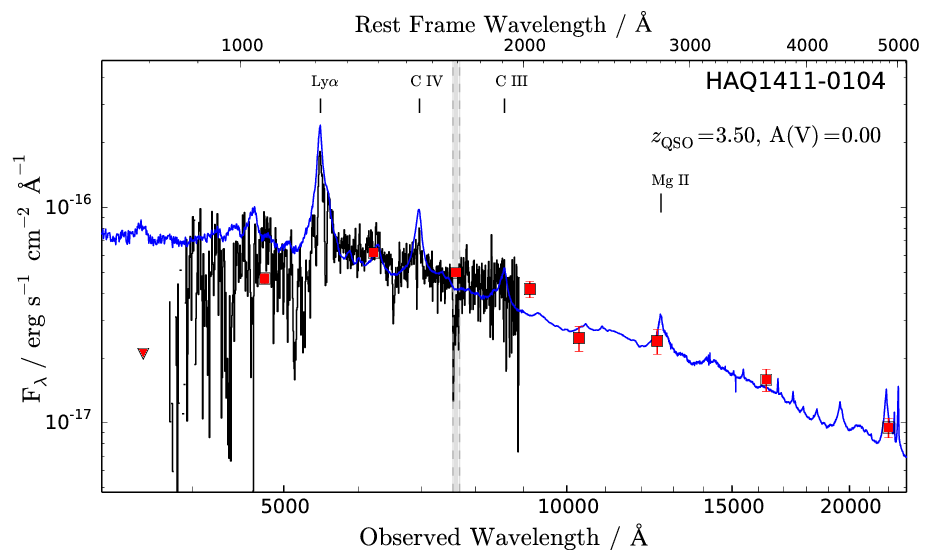 Rest Frame Wavelength / Å
1000 2000 3000 4000 5000
HAQ1411-0104
Lyα C IV C III
z_QSO = 3.50, A(V) = 0.00
Mg II
10^-16
10^-17
F_λ / erg s^-1 cm^-2 Å^-1
5000 10000 15000 20000
Observed Wavelength / Å